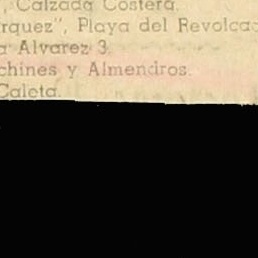 ", Calzada Costera.
rquez", Playa del Revolcad
a Alvarez 3.
chines y Almendros.
Caleta.